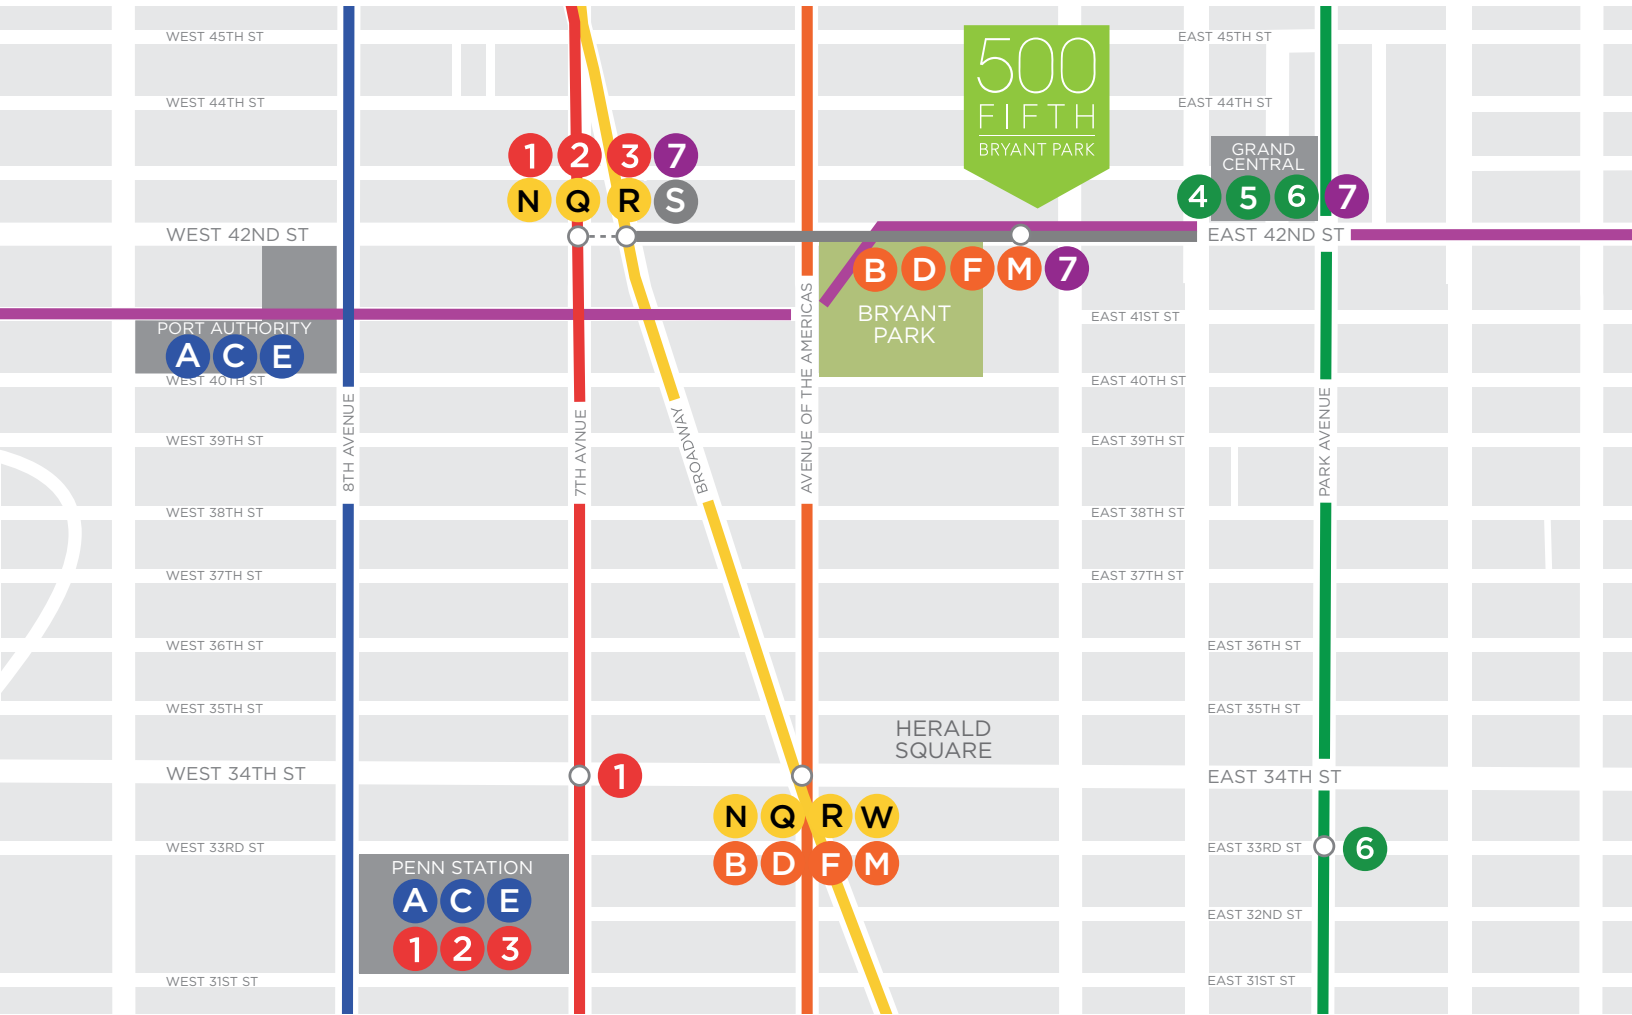 WEST 45TH ST
EAST 45TH ST
500
FIFTH
BRYANT PARK
WEST 44TH ST
EAST 44TH ST
1 2 3 7
N Q R S
GRAND
CENTRAL
4 5 6 7
WEST 42ND ST
EAST 42ND ST
B D F M 7
BRYANT
PARK
PORT AUTHORITY
A C E
EAST 41ST ST
WEST 40TH ST
EAST 40TH ST
8TH AVENUE
7TH AVNUE
BROADWAY
AVENUE OF THE AMERICAS
PARK AVENUE
WEST 39TH ST
EAST 39TH ST
WEST 38TH ST
EAST 38TH ST
WEST 37TH ST
EAST 37TH ST
WEST 36TH ST
EAST 36TH ST
WEST 35TH ST
EAST 35TH ST
HERALD
SQUARE
WEST 34TH ST
1
EAST 34TH ST
N Q R W
B D F M
WEST 33RD ST
EAST 33RD ST
6
PENN STATION
A C E
1 2 3
EAST 32ND ST
WEST 31ST ST
EAST 31ST ST